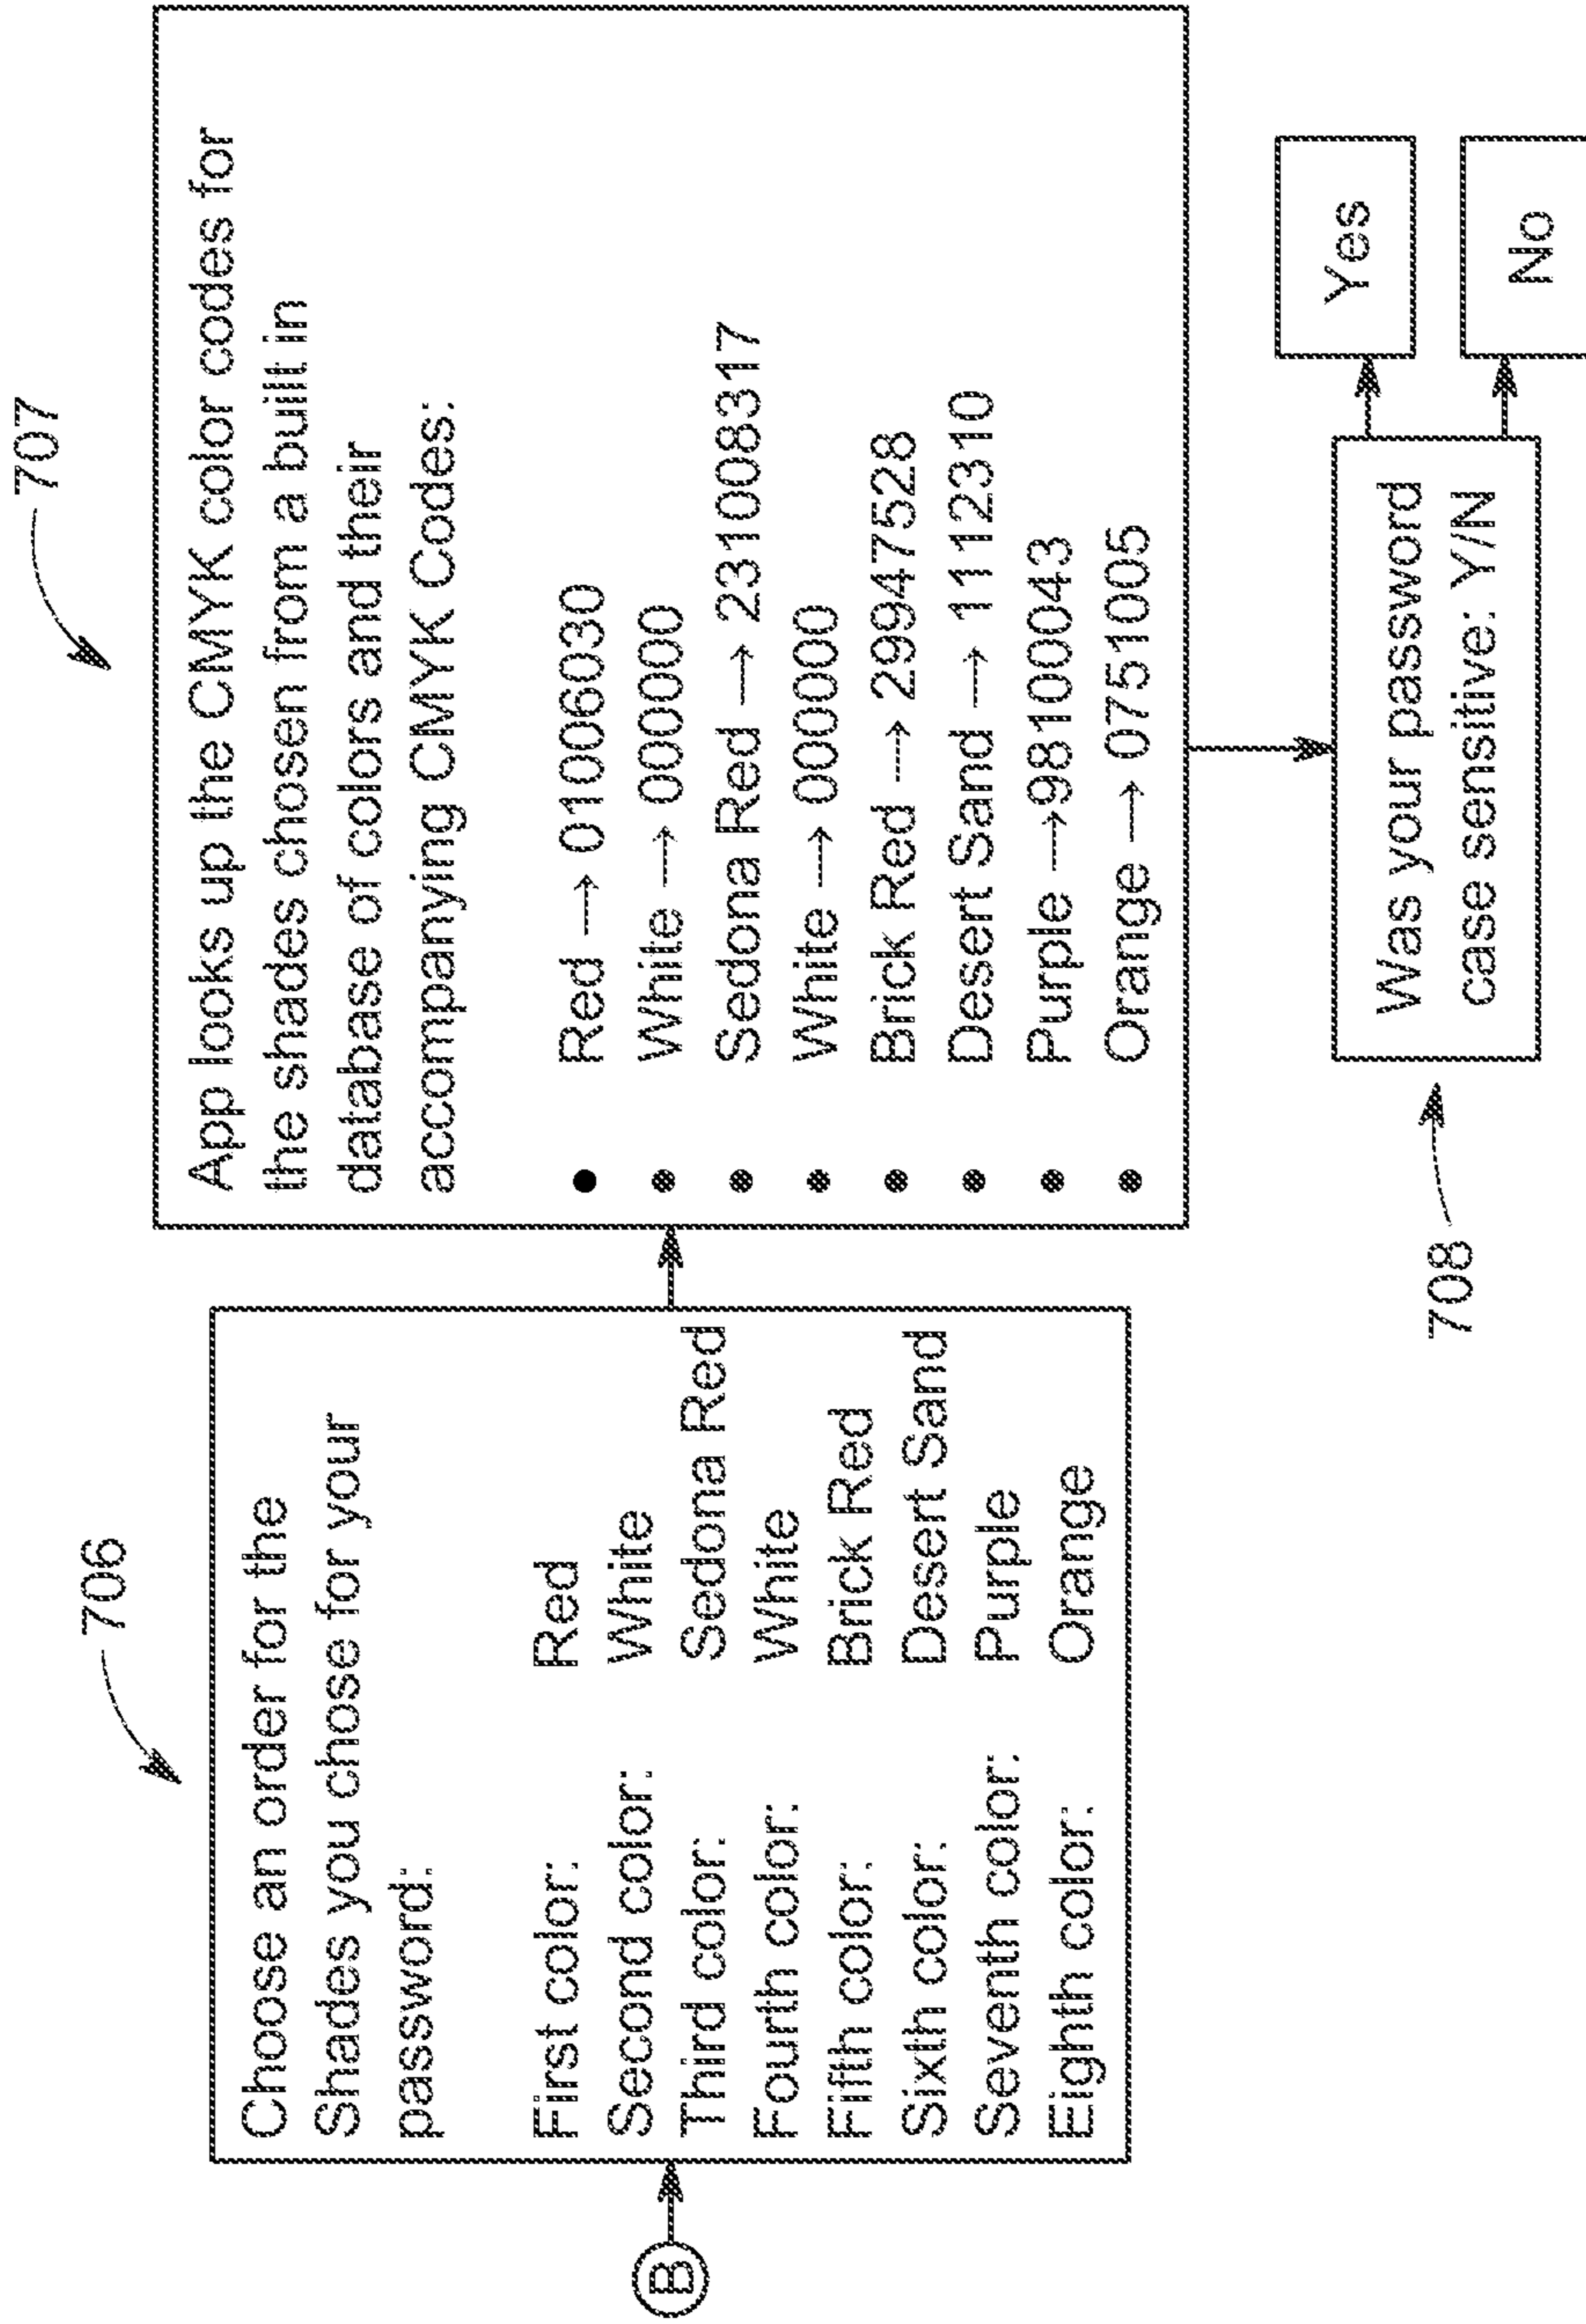 706
Choose an order for the
Shades you chose for your
password:
First color: Red
Second color: White
Third color: Sedona Red
Fourth color: White
Fifth color: Brick Red
Sixth color: Desert Sand
Seventh color: Purple
Eighth color: Orange
B
707
App looks up the CMYK color codes for
the shades chosen from a built in
database of colors and their
accompanying CMYK Codes:
• Red → 01006030
• White → 000000
• Sedona Red → 231008317
• White → 000000
• Brick Red → 29947528
• Desert Sand → 1112310
• Purple →98100043
• Orange → 0751005
708
Was your password
case sensitive: Y/N
Yes
No